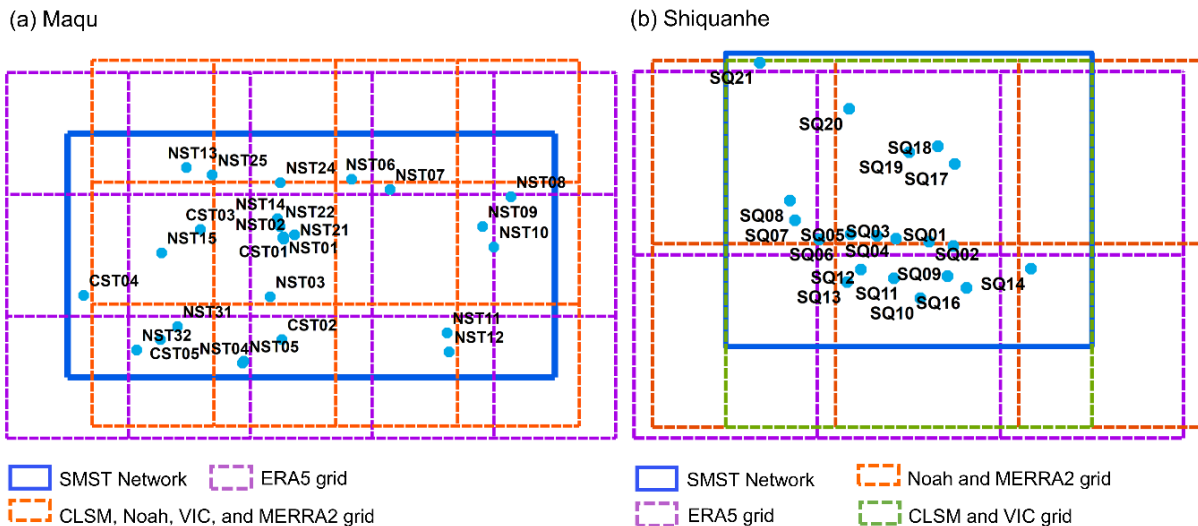 (a) Maqu
NST13
NST25
NST24
NST06
NST07
NST08
CST03
NST14
NST22
NST02
NST21
NST09
NST15
CST01
NST01
NST10
CST04
NST03
NST31
CST02
NST11
NST32
NST12
CST05
NST04
NST05
SMST Network
ERA5 grid
CLSM, Noah, VIC, and MERRA2 grid
(b) Shiquanhe
SQ21
SQ20
SQ18
SQ19
SQ17
SQ08
SQ07
SQ05
SQ03
SQ01
SQ06
SQ04
SQ02
SQ12
SQ09
SQ14
SQ13
SQ11
SQ16
SQ10
SMST Network
Noah and MERRA2 grid
ERA5 grid
CLSM and VIC grid